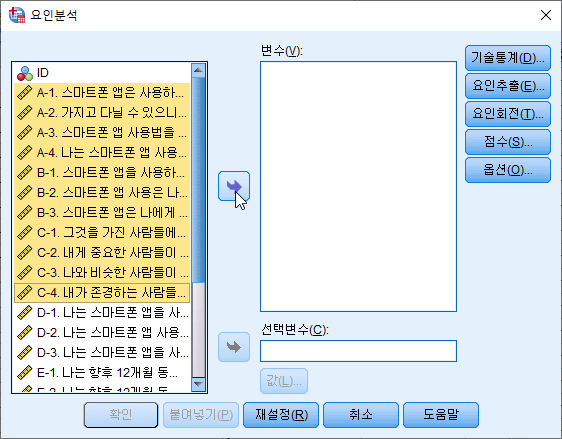 요인분석
변수(V):
ID
A-1. 스마트폰 앱은 사용하...
A-2. 가지고 다닐 수 있으니...
A-3. 스마트폰 앱 사용법을 ...
A-4. 나는 스마트폰 앱 사용...
B-1. 스마트폰 앱을 사용하...
B-2. 스마트폰 앱 사용은 나...
B-3. 스마트폰 앱은 나에게 ...
C-1. 그것을 가진 사람들에...
C-2. 내게 중요한 사람들이 ...
C-3. 나와 비슷한 사람들이 ...
C-4. 내가 존경하는 사람들...
D-1. 나는 스마트폰 앱을 사...
D-2. 나는 스마트폰 앱 사용...
D-3. 나는 스마트폰 앱을 사...
E-1. 나는 향후 12개월 동...
E-2. 나는 향후 12개월 동...
기술통계(D)...
요인추출(E)...
요인회전(T)...
점수(S)...
옵션(O)...
선택변수(C):
값(L)...
확인
붙여넣기(P)
재설정(R)
취소
도움말